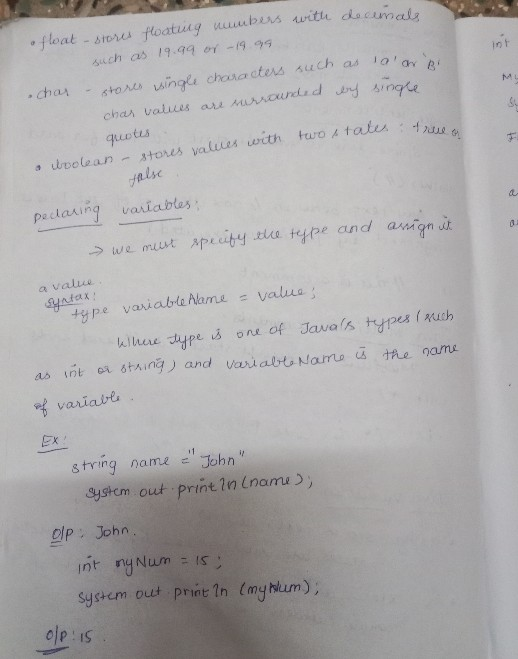 • float - stores floating numbers with decimals
such as 19.99 or -19.99
• char - stores single characters such as 'a' or 'B'
char values are surrounded by single
quotes
• boolean - stores values with two states : true or
false
Declaring variables:
⇒ we must specify the type and assign it
a value.
Syntax:
type variableName = value;
Where type is one of Java's types (such
as int or string) and variableName is the name
of variable.
Ex:
string name = "John"
System out. println (name);
O/P: John.
int myNum = 15;
System out. println (myNum);
O/P: 15.
int
My
Sy